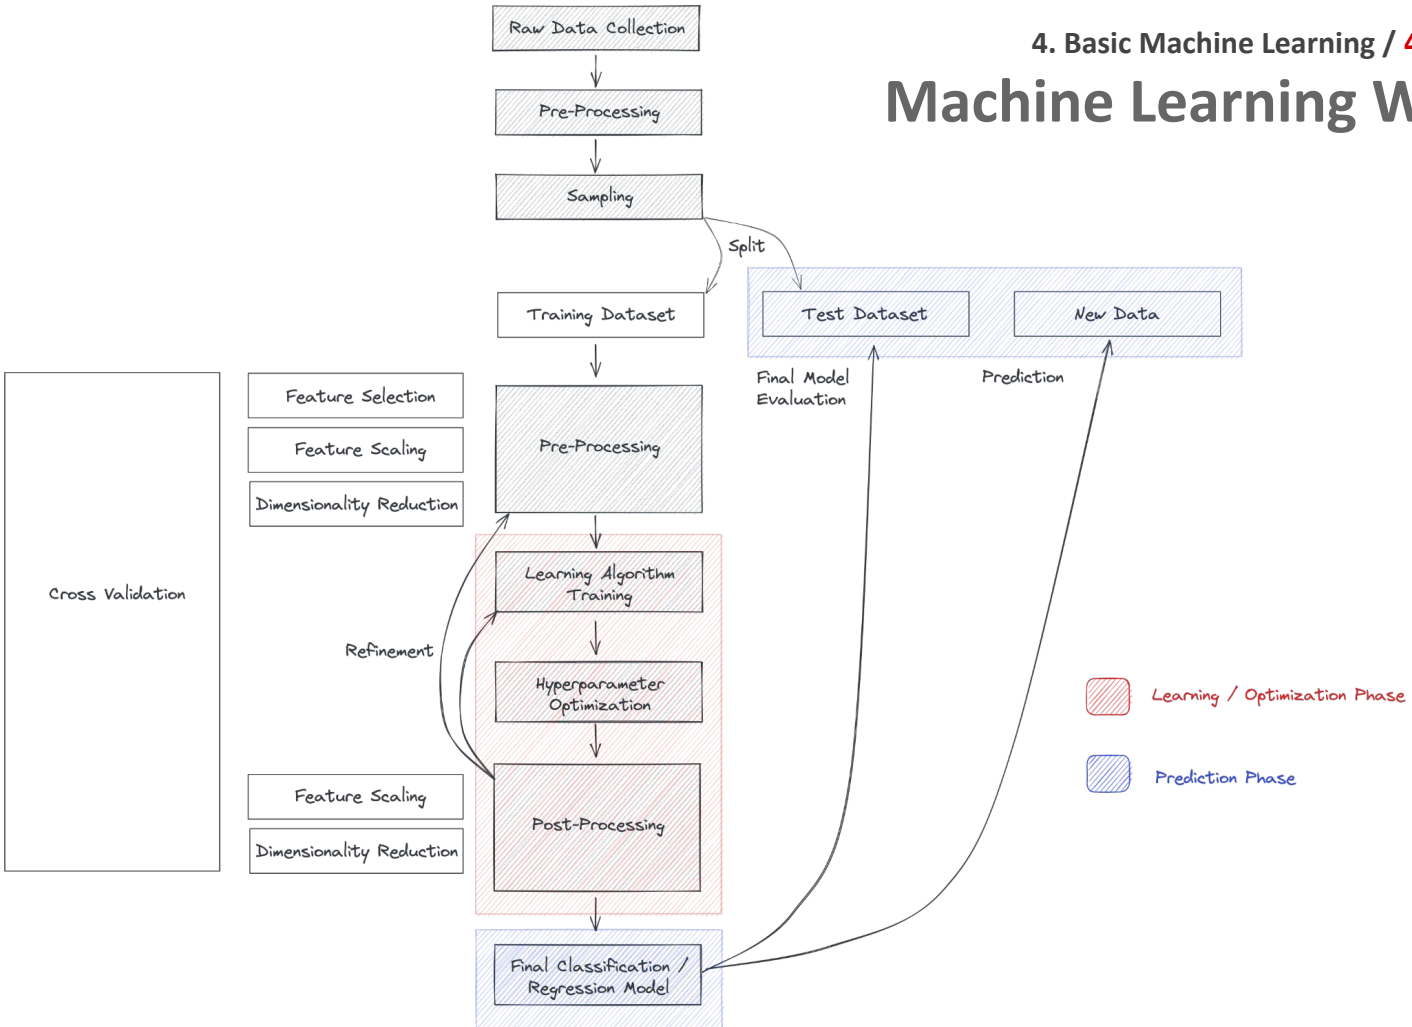 Raw Data Collection
4. Basic Machine Learning /
Machine Learning
Pre-Processing
Sampling
Split
Training Dataset
Test Dataset
New Data
Final Model
Evaluation
Prediction
Feature Selection
Feature Scaling
Dimensionality Reduction
Pre-Processing
Cross Validation
Learning Algorithm
Training
Refinement
Hyperparameter
Optimization
Learning / Optimization Phase
Prediction Phase
Feature Scaling
Dimensionality Reduction
Post-Processing
Final Classification /
Regression Model